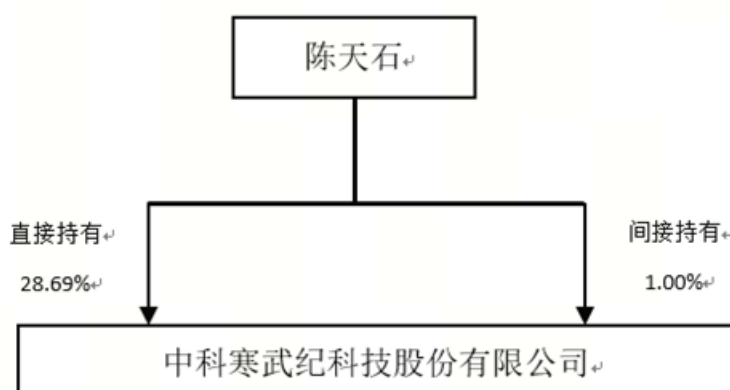 陈天石
直接持有
间接持有
28.69%
1.00%
中科寒武纪科技股份有限公司